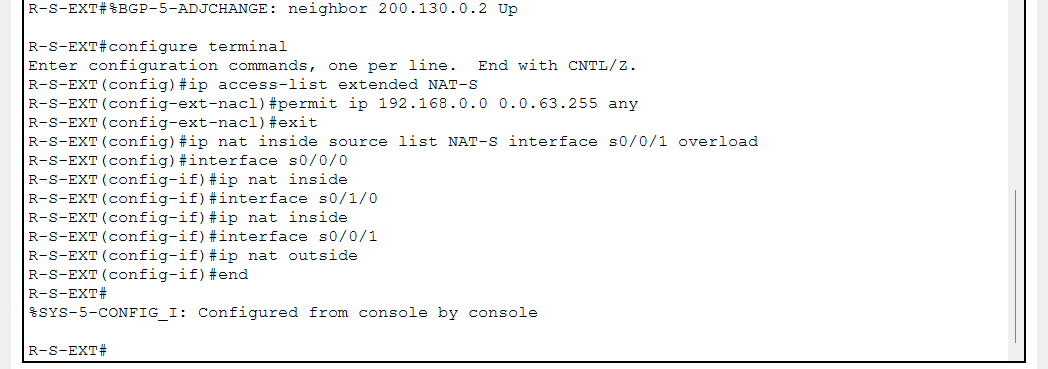 R-S-EXT#%BGP-5-ADJCHANGE: neighbor 200.130.0.2 Up
R-S-EXT#configure terminal
Enter configuration commands, one per line.  End with CNTL/Z.
R-S-EXT(config)#ip access-list extended NAT-S
R-S-EXT(config-ext-nacl)#permit ip 192.168.0.0 0.0.63.255 any
R-S-EXT(config-ext-nacl)#exit
R-S-EXT(config)#ip nat inside source list NAT-S interface s0/0/1 overload
R-S-EXT(config)#interface s0/0/0
R-S-EXT(config-if)#ip nat inside
R-S-EXT(config-if)#interface s0/1/0
R-S-EXT(config-if)#ip nat inside
R-S-EXT(config-if)#interface s0/0/1
R-S-EXT(config-if)#ip nat outside
R-S-EXT(config-if)#end
R-S-EXT#
%SYS-5-CONFIG_I: Configured from console by console
R-S-EXT#